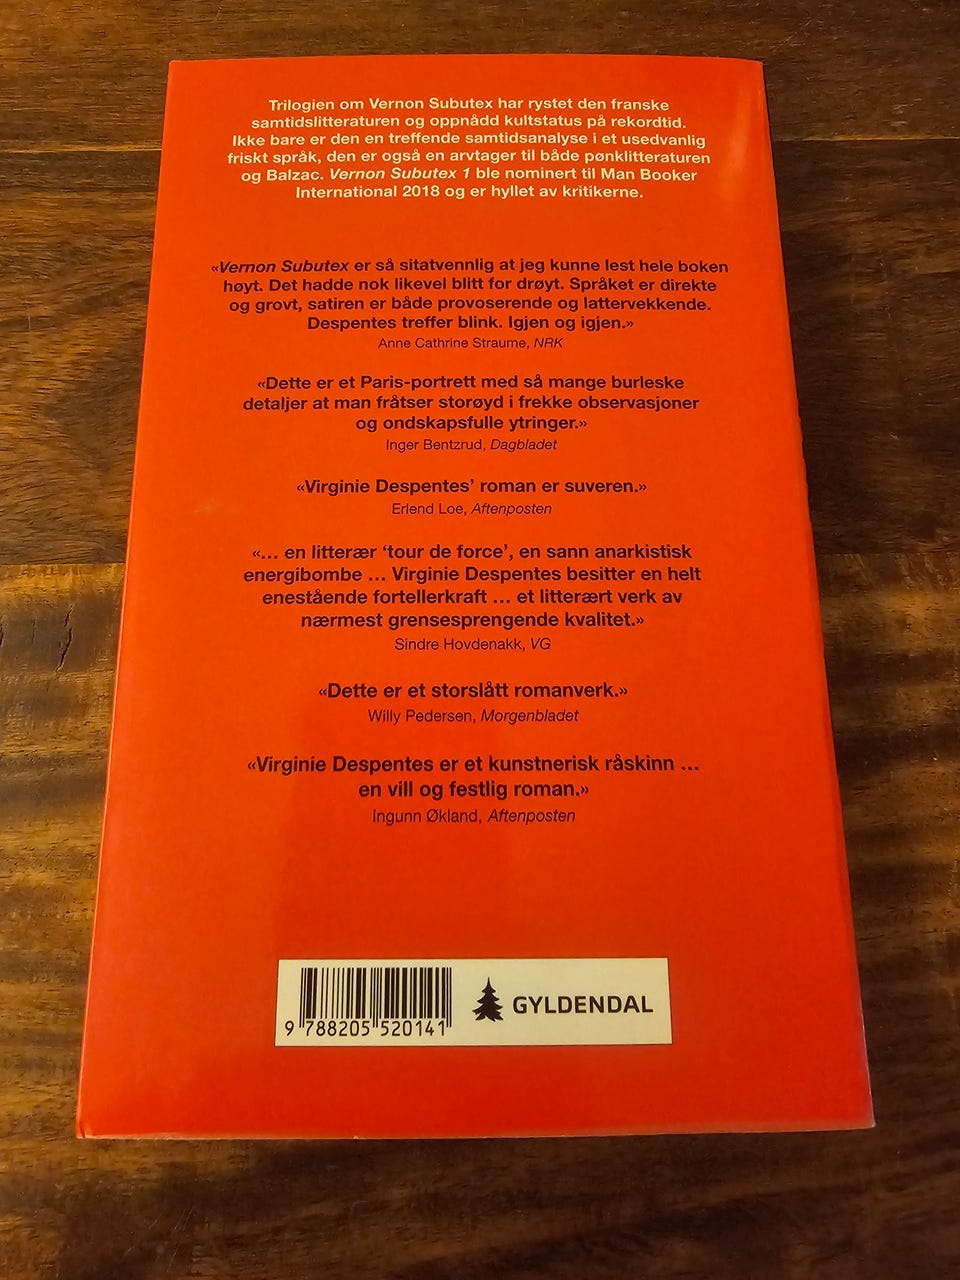 Trilogien om Vernon Subutex har rystet den franske
samtidslitteraturen og oppnådd kultstatus på rekordtid.
Ikke bare er den en treffende samtidsanalyse i et usedvanlig
friskt språk, den er også en arvtager til både pønklitteraturen
og Balzac. Vernon Subutex 1 ble nominert til Man Booker
International 2018 og er hyllet av kritikerne.
«Vernon Subutex er så sitatvennlig at jeg kunne lest hele boken
høyt. Det hadde nok likevel blitt for drøyt. Språket er direkte
og grovt, satiren er både provoserende og lattervekkende.
Despentes treffer blink. Igjen og igjen.»
Anne Cathrine Straume, NRK
«Dette er et Paris-portrett med så mange burleske
detaljer at man fråtser storøyd i frekke observasjoner
og ondskapsfulle ytringer.»
Inger Bentzrud, Dagbladet
«Virginie Despentes’ roman er suveren.»
Erlend Loe, Aftenposten
«… en litterær ‘tour de force’, en sann anarkistisk
energibombe … Virginie Despentes besitter en helt
enestående fortellerkraft … et litterært verk av
nærmest grensesprengende kvalitet.»
Sindre Hovdenakk, VG
«Dette er et storslått romanverk.»
Willy Pedersen, Morgenbladet
«Virginie Despentes er et kunstnerisk råskinn …
en vill og festlig roman.»
Ingunn Økland, Aftenposten
9 788205 520141
GYLDENDAL